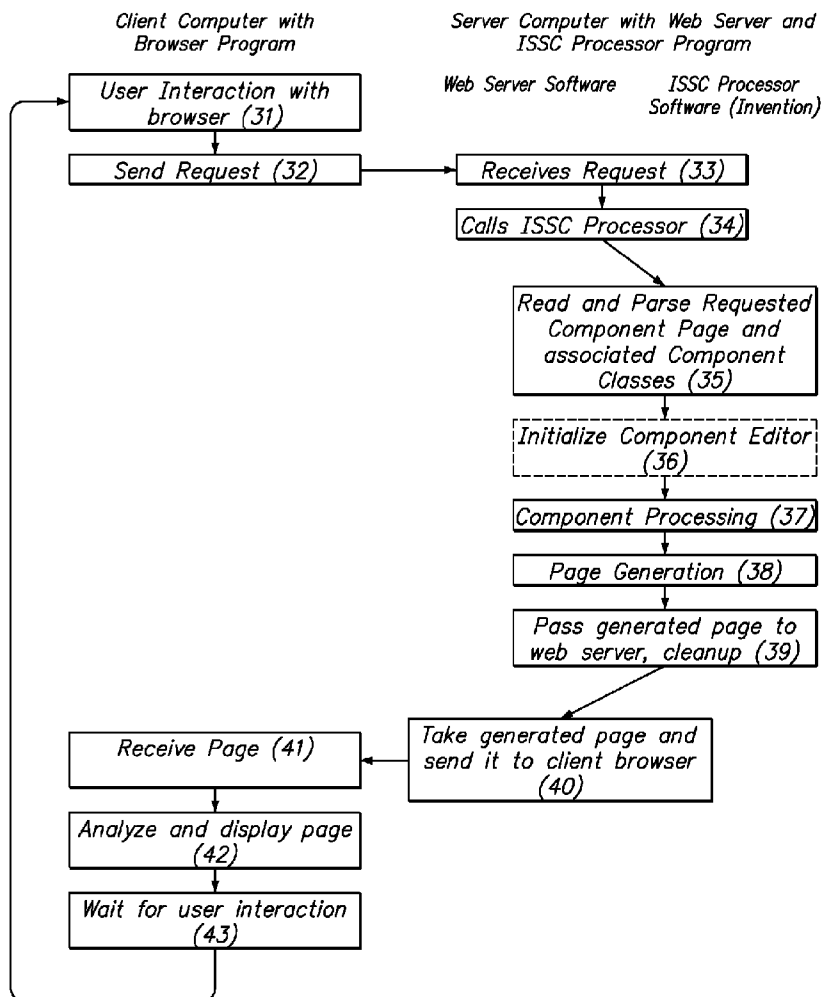 Client Computer with
Browser Program
Server Computer with Web Server and
ISSC Processor Program
Web Server Software
ISSC Processor
Software (Invention)
User Interaction with
browser (31)
Send Request (32)
Receives Request (33)
Calls ISSC Processor (34)
Read and Parse Requested
Component Page and
associated Component
Classes (35)
Initialize Component Editor
(36)
Component Processing (37)
Page Generation (38)
Pass generated page to
web server, cleanup (39)
Take generated page and
send it to client browser
(40)
Receive Page (41)
Analyze and display page
(42)
Wait for user interaction
(43)